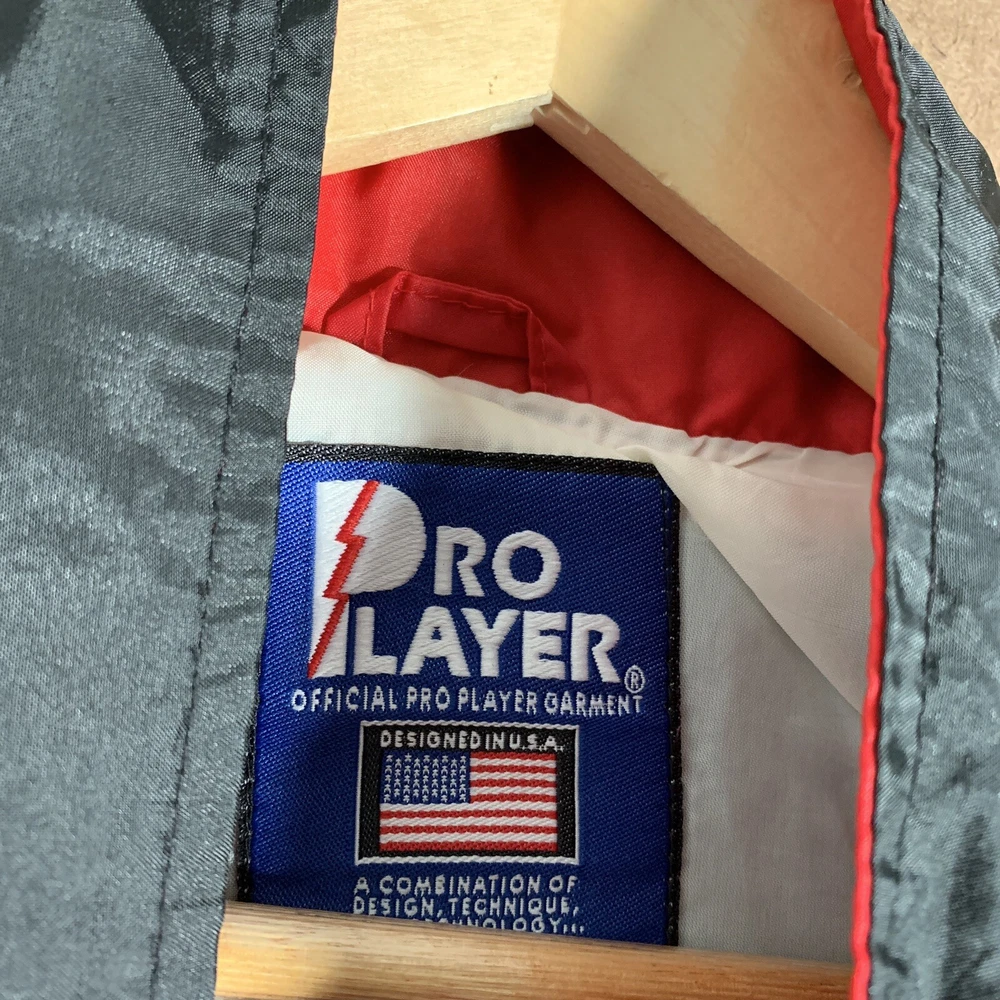 PRO
PLAYER®
OFFICIAL PRO PLAYER GARMENT
DESIGNED IN U.S.A.
A COMBINATION OF
DESIGN, TECHNIQUE,